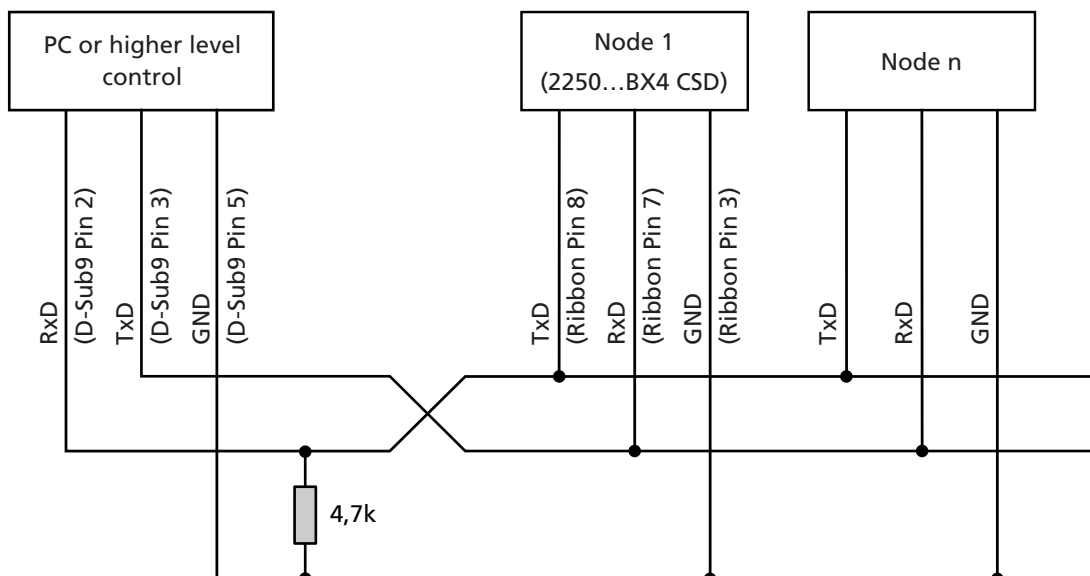 PC or higher level
control
Node 1
(2250…BX4 CSD)
Node n
RxD
(D-Sub9 Pin 2)
TxD
(D-Sub9 Pin 3)
GND
(D-Sub9 Pin 5)
TxD
(Ribbon Pin 8)
RxD
(Ribbon Pin 7)
GND
(Ribbon Pin 3)
TxD
RxD
GND
4,7k